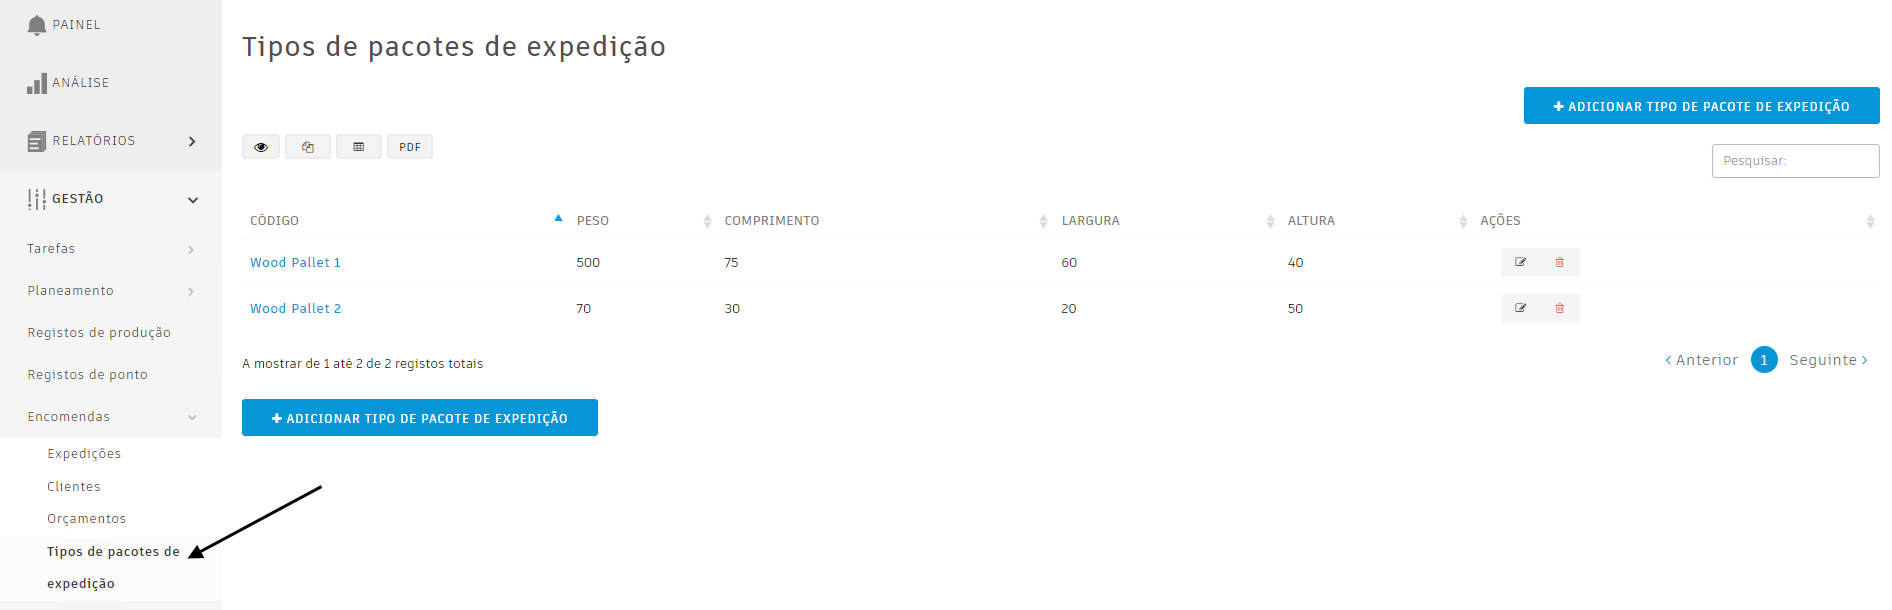 PAINEL
ANÁLISE
RELATÓRIOS
GESTÃO
Tarefas
Planeamento
Registos de produção
Registos de ponto
Encomendas
Expedições
Clientes
Orçamentos
Tipos de pacotes de
expedição
Tipos de pacotes de expedição
ADICIONAR TIPO DE PACOTE DE EXPEDIÇÃO
PDF
Pesquisar:
CÓDIGO PESO COMPRIMENTO LARGURA ALTURA AÇÕES
Wood Pallet 1 500 75 60 40
Wood Pallet 2 70 30 20 50
A mostrar de 1 até 2 de 2 registos totais
Anterior 1 Seguinte
ADICIONAR TIPO DE PACOTE DE EXPEDIÇÃO